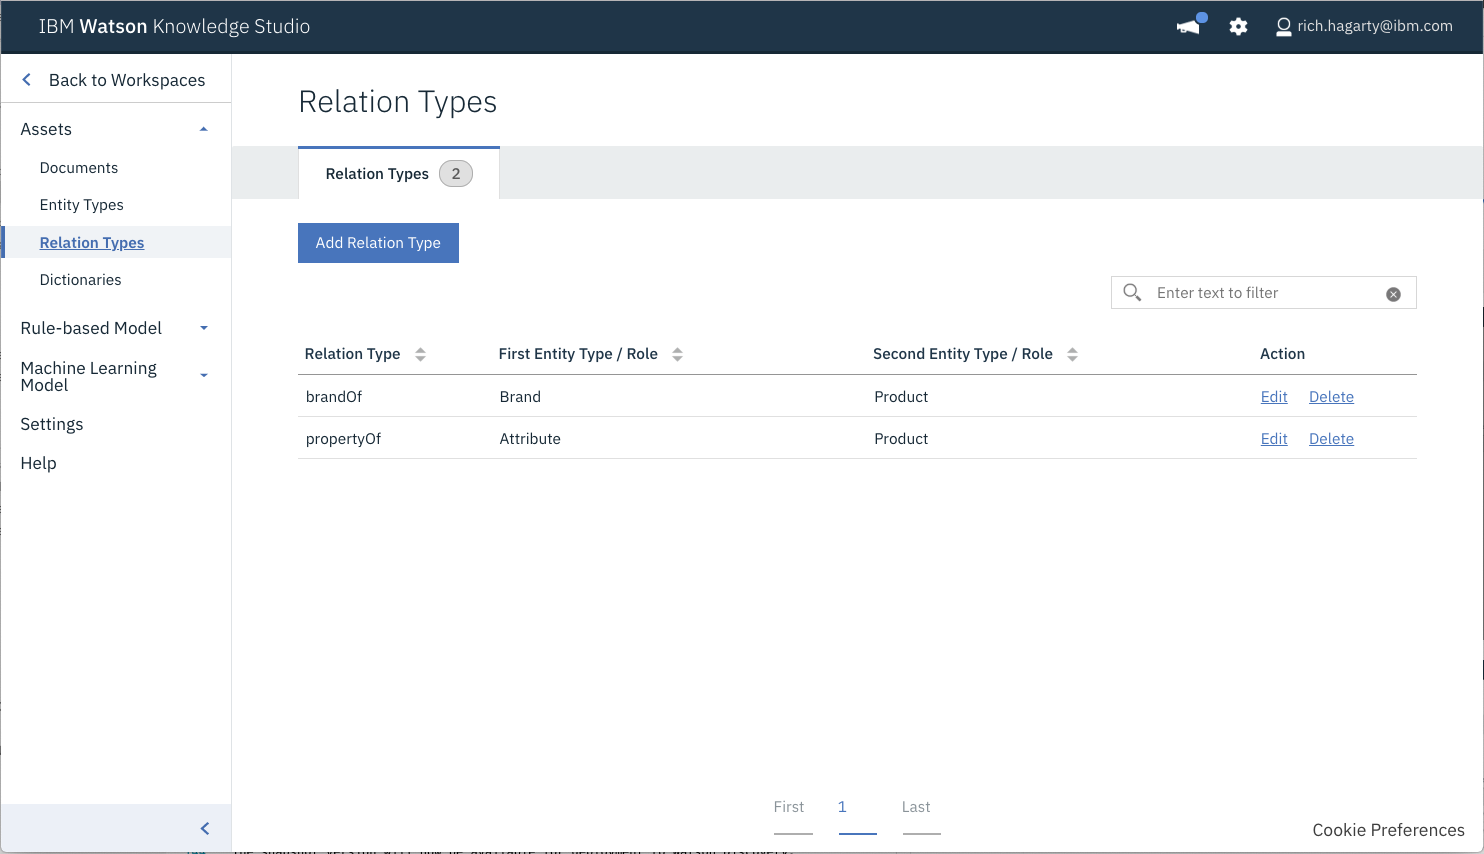 IBM Watson Knowledge Studio
rich.hagarty@ibm.com
Back to Workspaces
Assets
Documents
Entity Types
Relation Types
Dictionaries
Rule-based Model
Machine Learning
Model
Settings
Help
Relation Types
Relation Types 2
Add Relation Type
Enter text to filter
Relation Type First Entity Type / Role Second Entity Type / Role Action
brandOf Brand Product Edit Delete
propertyOf Attribute Product Edit Delete
First 1 Last
Cookie Preferences